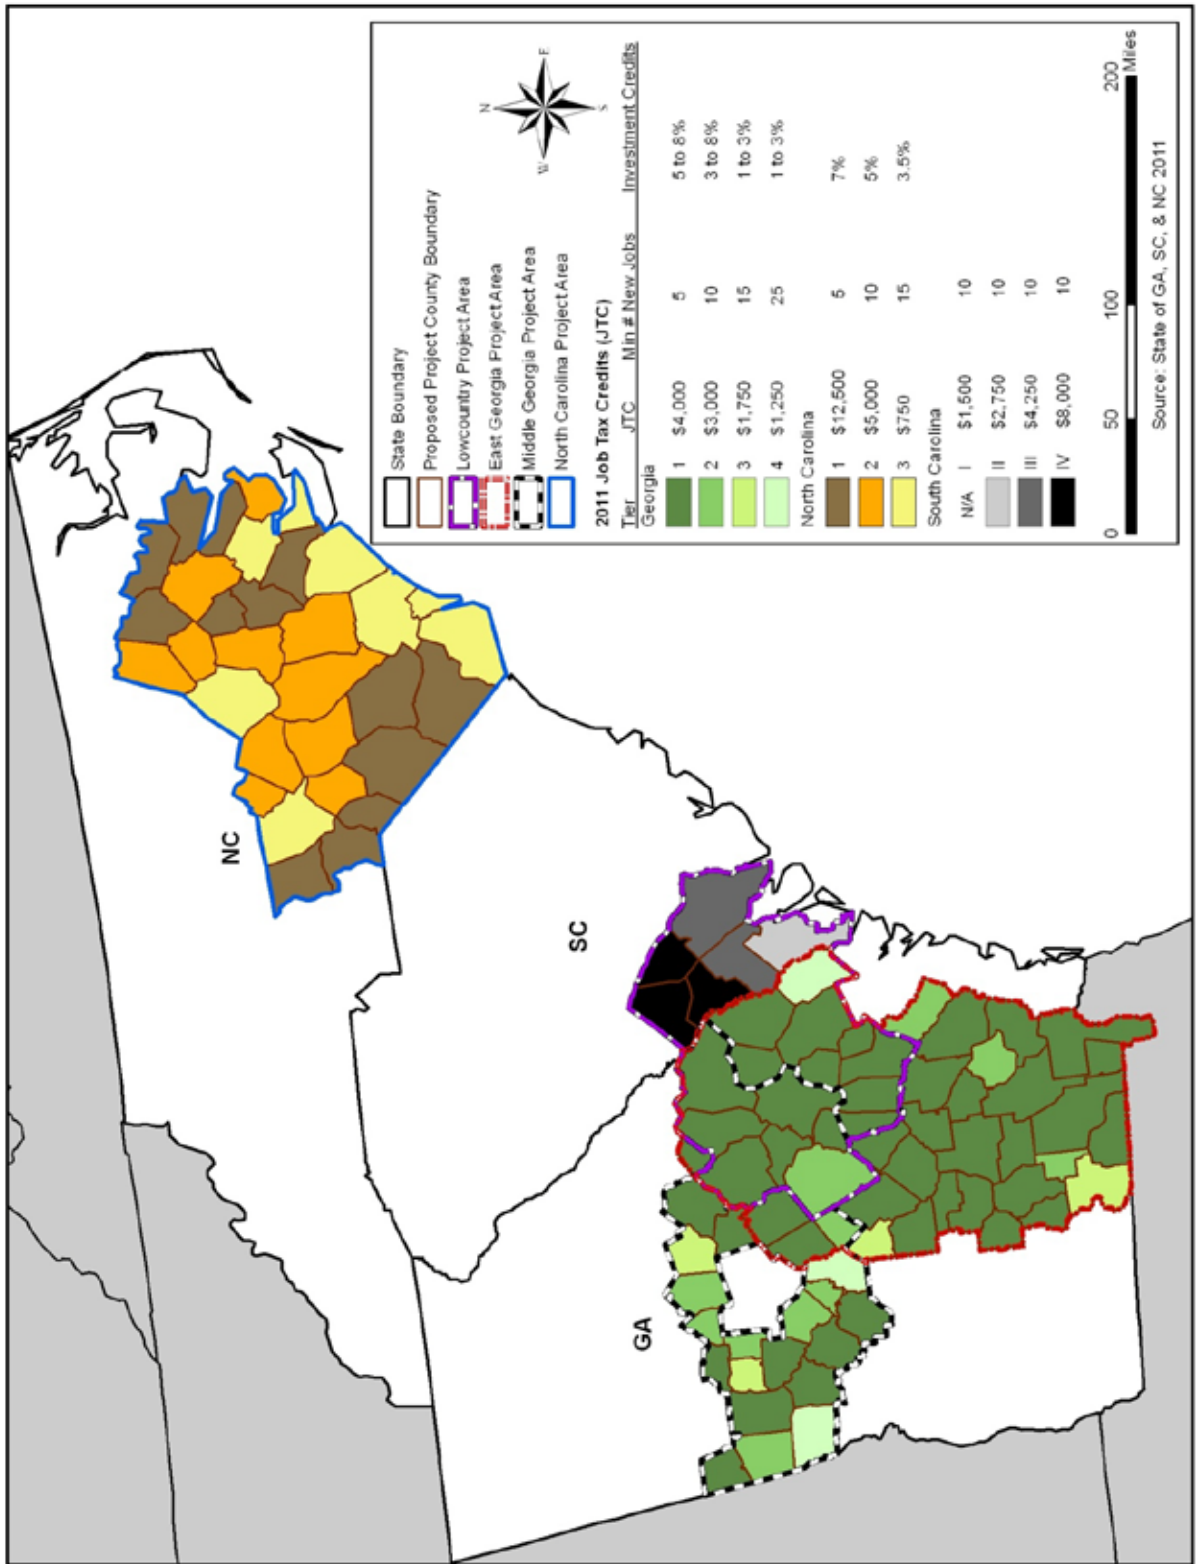 NC
SC
GA
N
W E
S
State Boundary
Proposed Project County Boundary
Lowcountry Project Area
East Georgia Project Area
Middle Georgia Project Area
North Carolina Project Area
2011 Job Tax Credits (JTC)
Tier JTC Min # New Jobs Investment Credits
Georgia
1 $4,000 5 5 to 8%
2 $3,000 10 3 to 8%
3 $1,750 15 1 to 3%
4 $1,250 25 1 to 3%
North Carolina
1 $12,500 5 7%
2 $5,000 10 5%
3 $750 15 3.5%
South Carolina
N/A I $1,500 10
II $2,750 10
III $4,250 10
IV $8,000 10
0 50 100 200
Miles
Source: State of GA, SC, & NC 2011